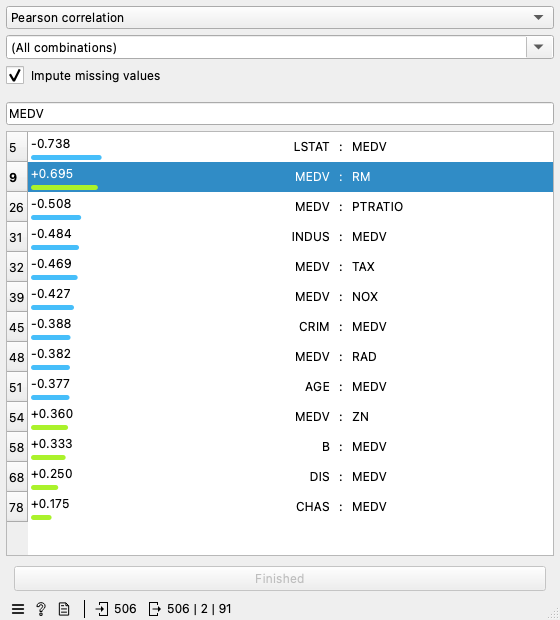 Pearson correlation
(All combinations)
Impute missing values
MEDV
5 -0.738 LSTAT : MEDV
9 +0.695 MEDV : RM
26 -0.508 MEDV : PTRATIO
31 -0.484 INDUS : MEDV
32 -0.469 MEDV : TAX
39 -0.427 MEDV : NOX
45 -0.388 CRIM : MEDV
48 -0.382 MEDV : RAD
51 -0.377 AGE : MEDV
54 +0.360 MEDV : ZN
58 +0.333 B : MEDV
68 +0.250 DIS : MEDV
78 +0.175 CHAS : MEDV
Finished
? 506 506 | 2 | 91